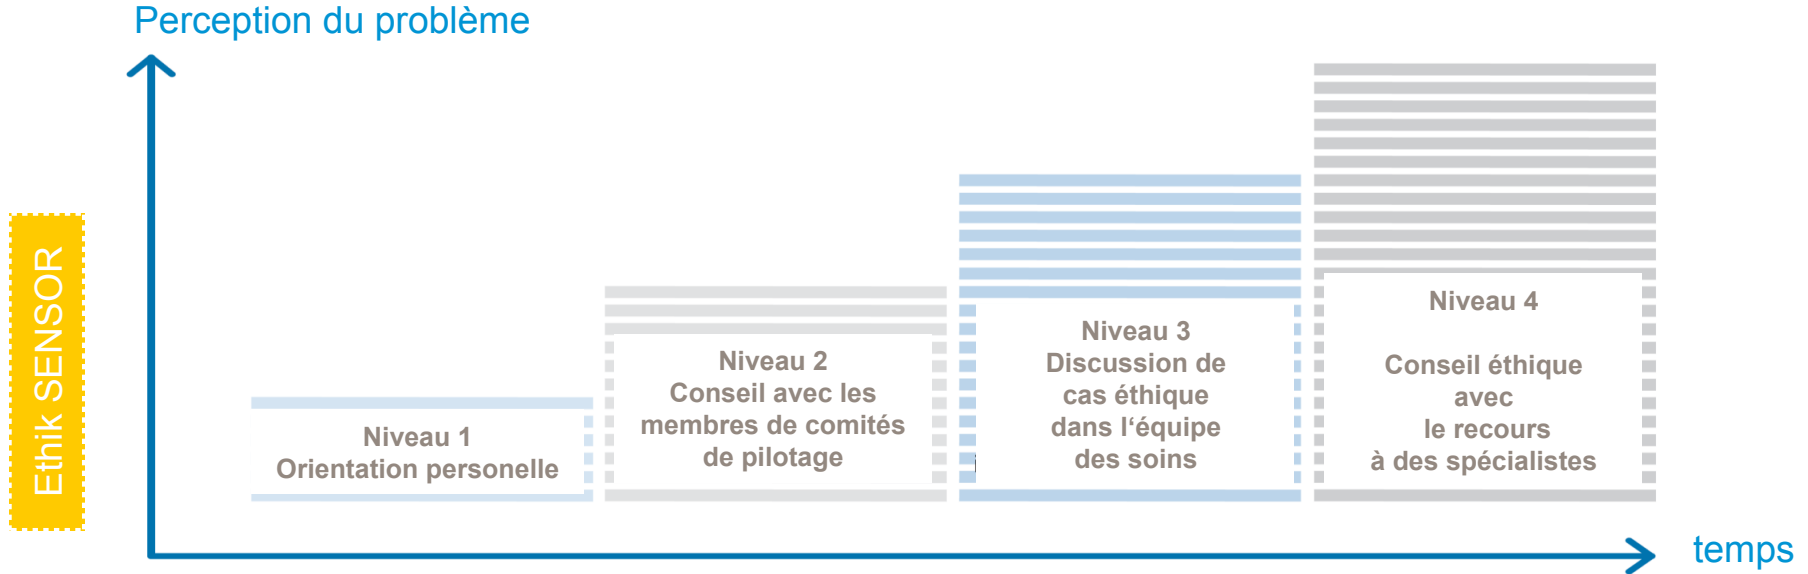 Perception du problème
Ethik SENSOR
Niveau 1
Orientation personelle
Niveau 2
Conseil avec les
membres de comités
de pilotage
Niveau 3
Discussion de
cas éthique
dans l‘équipe
des soins
Niveau 4
Conseil éthique
avec
le recours
à des spécialistes
temps